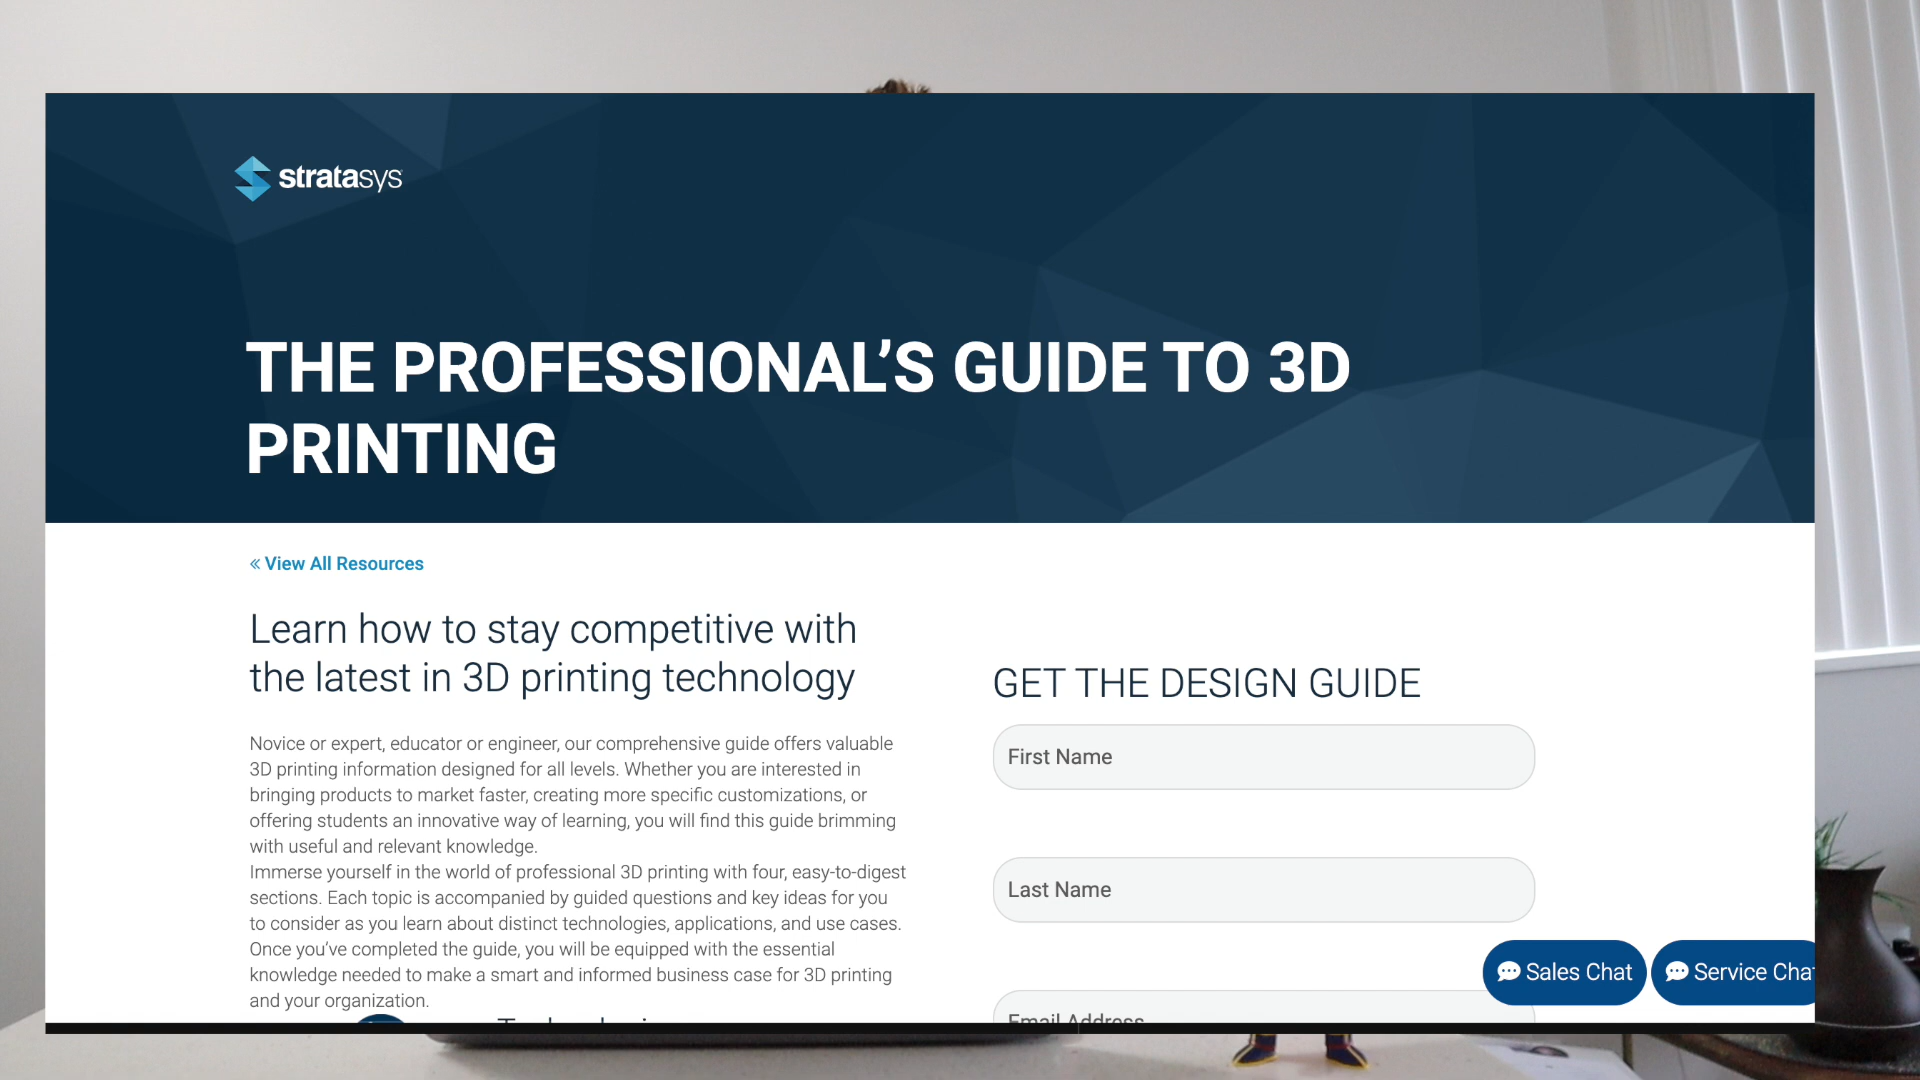 stratasys
THE PROFESSIONAL’S GUIDE TO 3D
PRINTING
« View All Resources
Learn how to stay competitive with
the latest in 3D printing technology
Novice or expert, educator or engineer, our comprehensive guide offers valuable
3D printing information designed for all levels. Whether you are interested in
bringing products to market faster, creating more specific customizations, or
offering students an innovative way of learning, you will find this guide brimming
with useful and relevant knowledge.
Immerse yourself in the world of professional 3D printing with four, easy-to-digest
sections. Each topic is accompanied by guided questions and key ideas for you
to consider as you learn about distinct technologies, applications, and use cases.
Once you’ve completed the guide, you will be equipped with the essential
knowledge needed to make a smart and informed business case for 3D printing
and your organization.
GET THE DESIGN GUIDE
First Name
Last Name
Email Address
Sales Chat
Service Cha